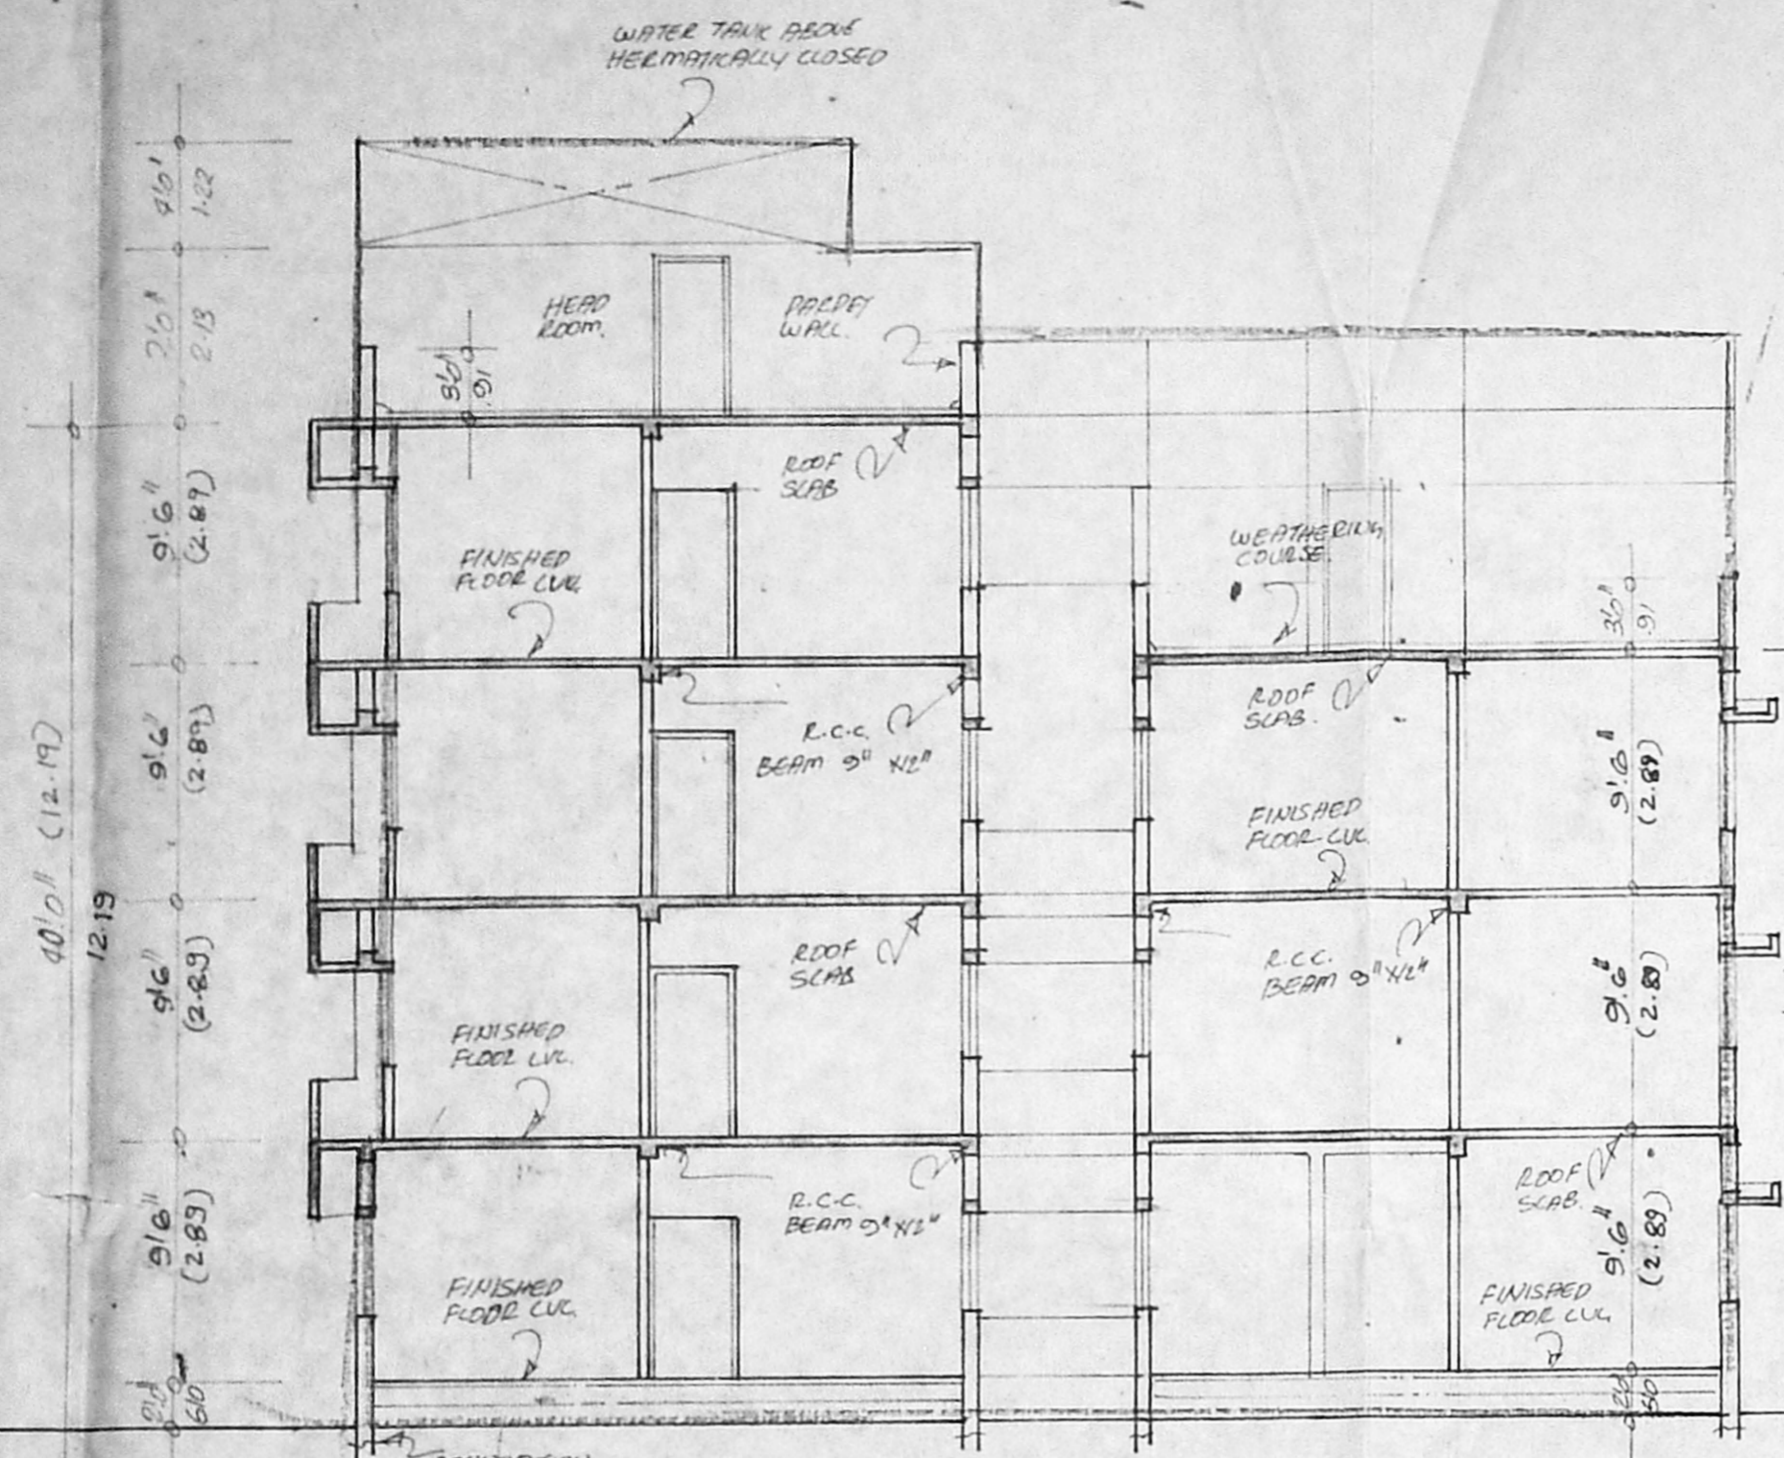 WATER TANK ABOVE
HERMATICALLY CLOSED
4'0"
1.22
7'0"
2.13
HEAD
ROOM.
PARPET
WALL.
3'0"
.91
9'.6"
(2.89)
ROOF
SLAB
FINISHED
FLOOR LVL.
WEATHERING
COURSE.
3'0"
.91
9'.6"
(2.89)
R.C.C.
BEAM 9" X12"
ROOF
SLAB.
9'.6"
(2.89)
FINISHED
FLOOR LVL.
40'.0" (12.19)
12.19
9'6"
(2.89)
ROOF
SLAB
FINISHED
FLOOR LVL.
R.C.C.
BEAM 9" X12"
9'.6"
(2.89)
9'6"
(2.89)
R.C.C.
BEAM 9" X12"
FINISHED
FLOOR LVL.
ROOF
SLAB.
9'.6"
(2.89)
FINISHED
FLOOR LVL
610
610